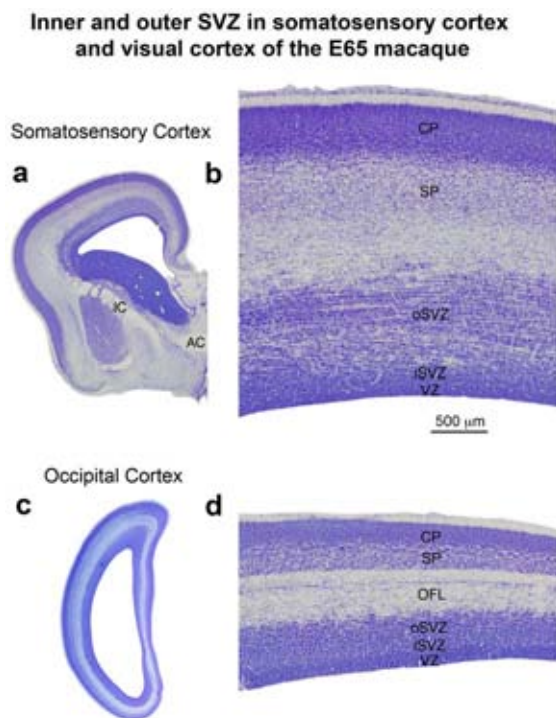 Inner and outer SVZ in somatosensory cortex
and visual cortex of the E65 macaque
Somatosensory Cortex
a
IC
AC
b
CP
SP
oSVZ
iSVZ
VZ
500 µm
Occipital Cortex
c
d
CP
SP
OFL
oSVZ
iSVZ
VZ